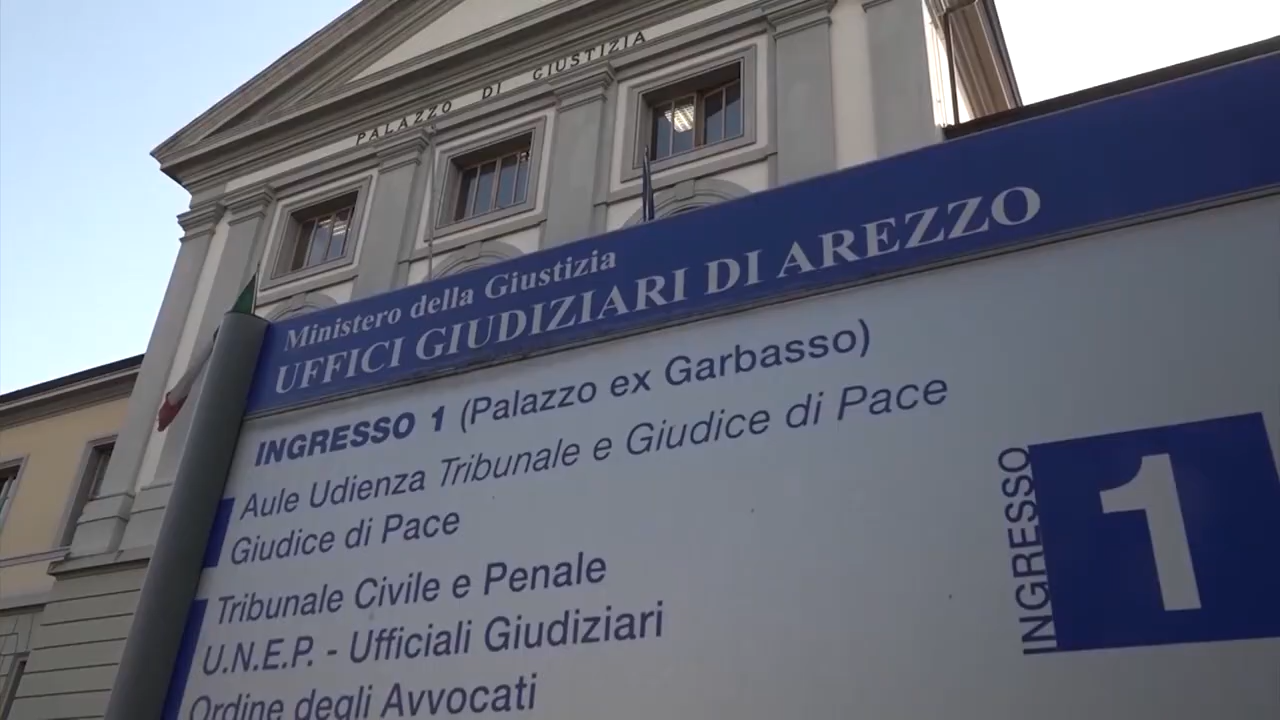 PALAZZO DI GIUSTIZIA
Ministero della Giustizia
UFFICI GIUDIZIARI DI AREZZO
INGRESSO 1 (Palazzo ex Garbasso)
Aule Udienza Tribunale e Giudice di Pace
Giudice di Pace
Tribunale Civile e Penale
U.N.E.P. - Ufficiali Giudiziari
Ordine degli Avvocati
INGRESSO
1